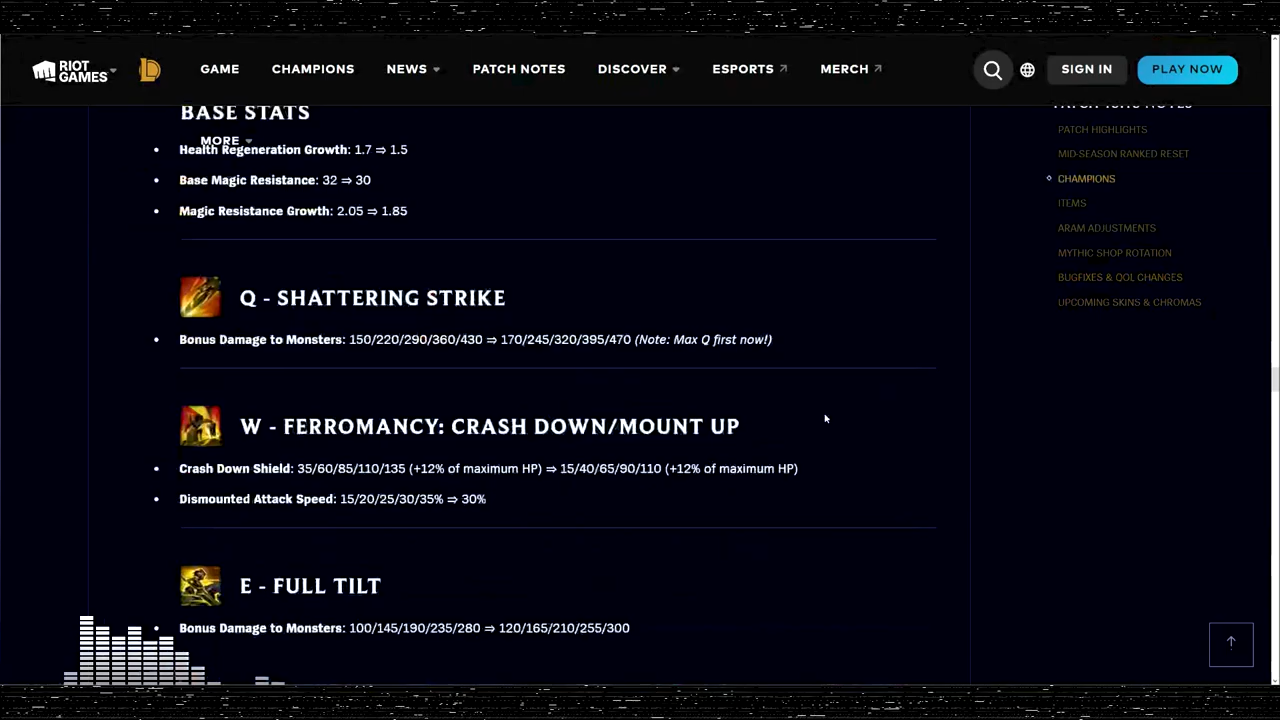 RIOT GAMES
GAME
CHAMPIONS
NEWS
PATCH NOTES
DISCOVER
ESPORTS
MERCH
SIGN IN
PLAY NOW
MORE
BASE STATS
Health Regeneration Growth: 1.7 ⇒ 1.5
Base Magic Resistance: 32 ⇒ 30
Magic Resistance Growth: 2.05 ⇒ 1.85
Q - SHATTERING STRIKE
Bonus Damage to Monsters: 150/220/290/360/430 ⇒ 170/245/320/395/470 (Note: Max Q first now!)
W - FERROMANCY: CRASH DOWN/MOUNT UP
Crash Down Shield: 35/60/85/110/135 (+12% of maximum HP) ⇒ 15/40/65/90/110 (+12% of maximum HP)
Dismounted Attack Speed: 15/20/25/30/35% ⇒ 30%
E - FULL TILT
Bonus Damage to Monsters: 100/145/190/235/280 ⇒ 120/165/210/255/300
NOTES
PATCH HIGHLIGHTS
MID-SEASON RANKED RESET
CHAMPIONS
ITEMS
ARAM ADJUSTMENTS
MYTHIC SHOP ROTATION
BUGFIXES & QOL CHANGES
UPCOMING SKINS & CHROMAS